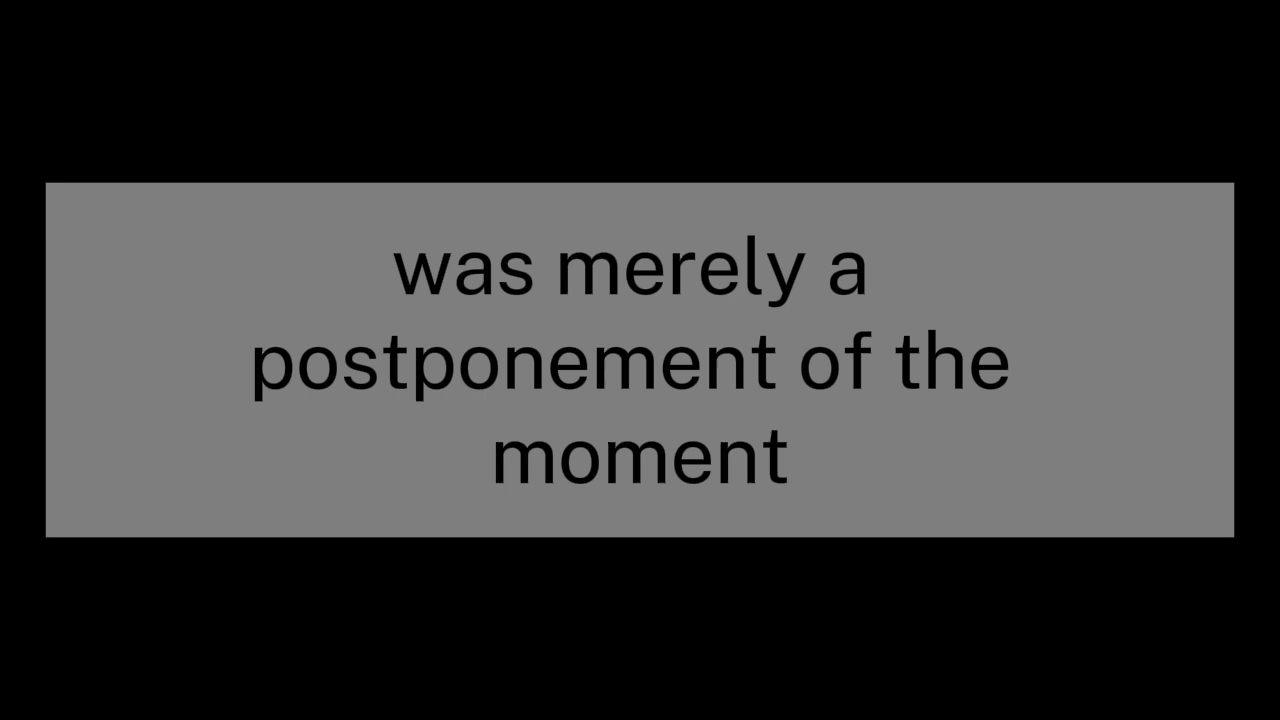 was merely a
postponement of the
moment